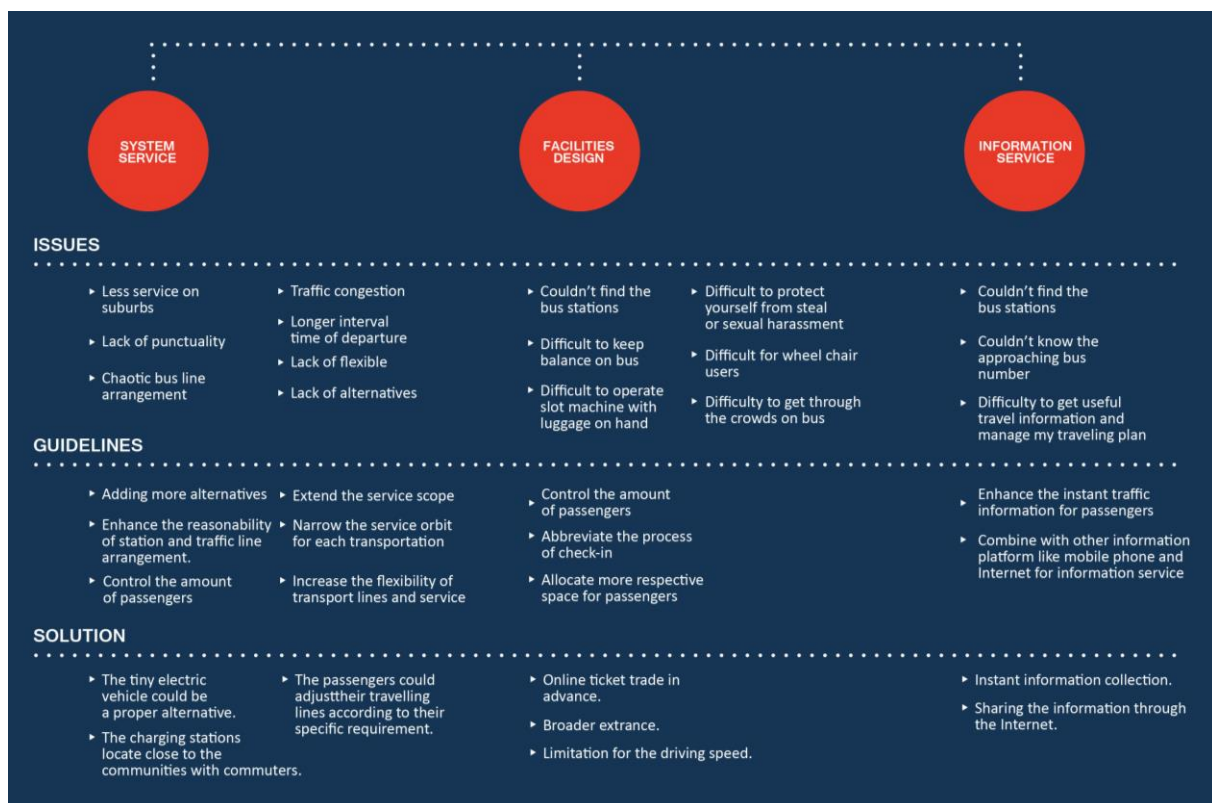 SYSTEM
SERVICE
FACILITIES
DESIGN
INFORMATION
SERVICE
ISSUES
▸ Less service on
suburbs
▸ Lack of punctuality
▸ Chaotic bus line
arrangement
▸ Traffic congestion
▸ Longer interval
time of departure
▸ Lack of flexible
▸ Lack of alternatives
▸ Couldn't find the
bus stations
▸ Difficult to keep
balance on bus
▸ Difficult to operate
slot machine with
luggage on hand
▸ Difficult to protect
yourself from steal
or sexual harassment
▸ Difficult for wheel chair
users
▸ Difficulty to get through
the crowds on bus
▸ Couldn't find the
bus stations
▸ Couldn't know the
approaching bus
number
▸ Difficulty to get useful
travel information and
manage my traveling plan
GUIDELINES
▸ Adding more alternatives
▸ Enhance the reasonability
of station and traffic line
arrangement.
▸ Control the amount
of passengers
▸ Extend the service scope
▸ Narrow the service orbit
for each transportation
▸ Increase the flexibility of
transport lines and service
▸ Control the amount
of passengers
▸ Abbreviate the process
of check-in
▸ Allocate more respective
space for passengers
▸ Enhance the instant traffic
information for passengers
▸ Combine with other information
platform like mobile phone and
Internet for information service
SOLUTION
▸ The tiny electric
vehicle could be
a proper alternative.
▸ The charging stations
locate close to the
communities with commuters.
▸ The passengers could
adjusttheir travelling
lines according to their
specific requirement.
▸ Online ticket trade in
advance.
▸ Broader extrance.
▸ Limitation for the driving speed.
▸ Instant information collection.
▸ Sharing the information through
the Internet.